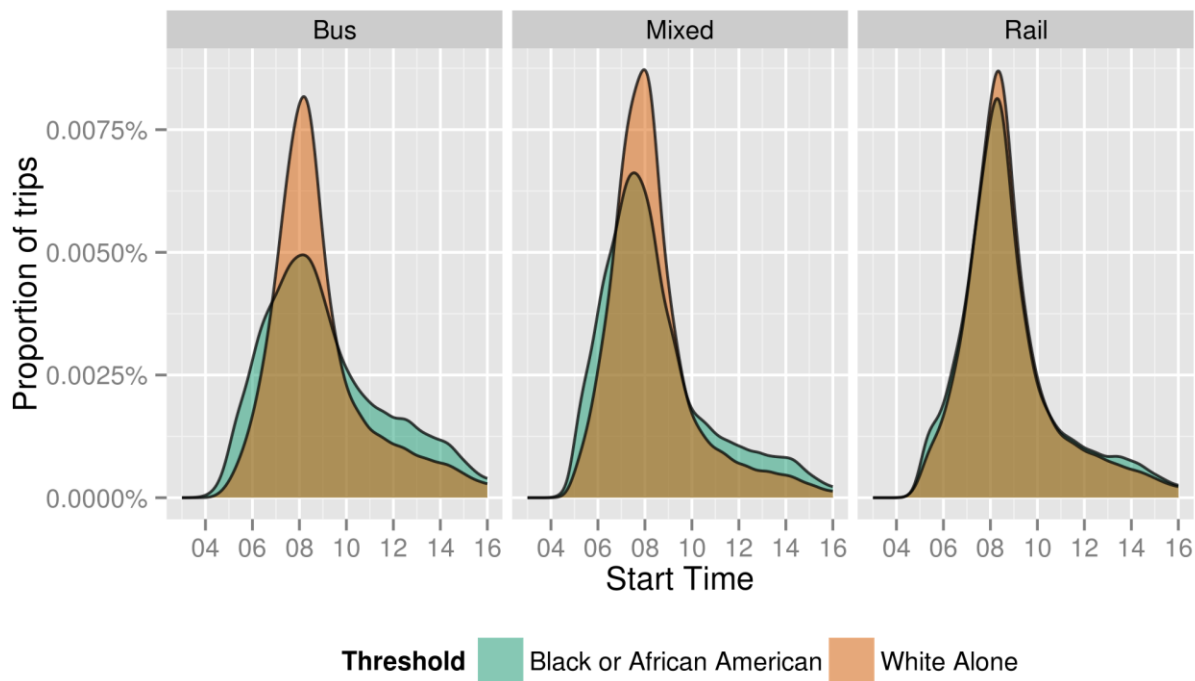 Bus Mixed Rail
Proportion of trips
0.0075%
0.0050%
0.0025%
0.0000%
04 06 08 10 12 14 16 04 06 08 10 12 14 16 04 06 08 10 12 14 16
Start Time
Threshold Black or African American White Alone